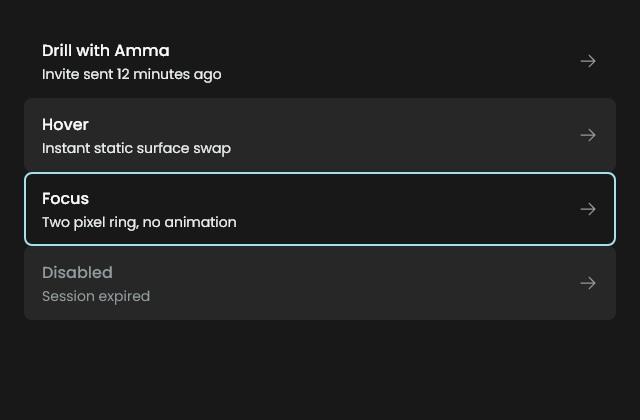 Drill with Amma
Invite sent 12 minutes ago
Hover
Instant static surface swap
Focus
Two pixel ring, no animation
Disabled
Session expired